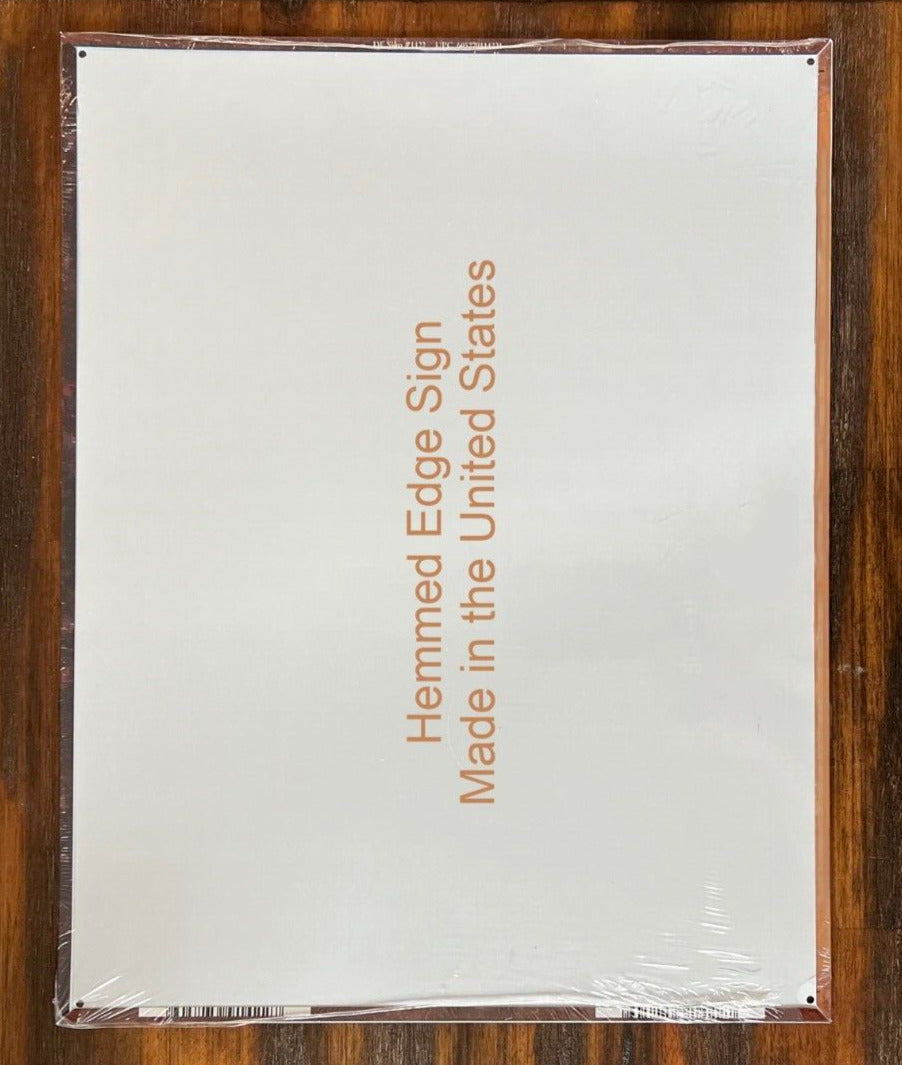 Hemmed Edge Sign
Made in the United States